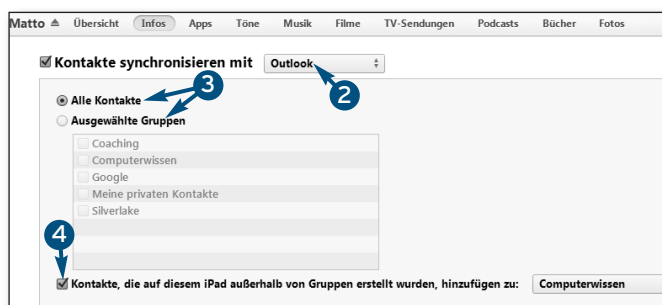 Matto Übersicht Infos Apps Töne Musik Filme TV-Sendungen Podcasts Bücher Fotos
Kontakte synchronisieren mit Outlook
2
3
Alle Kontakte
Ausgewählte Gruppen
Coaching
Computerwissen
Google
Meine privaten Kontakte
Silverlake
4
Kontakte, die auf diesem iPad außerhalb von Gruppen erstellt wurden, hinzufügen zu: Computerwissen